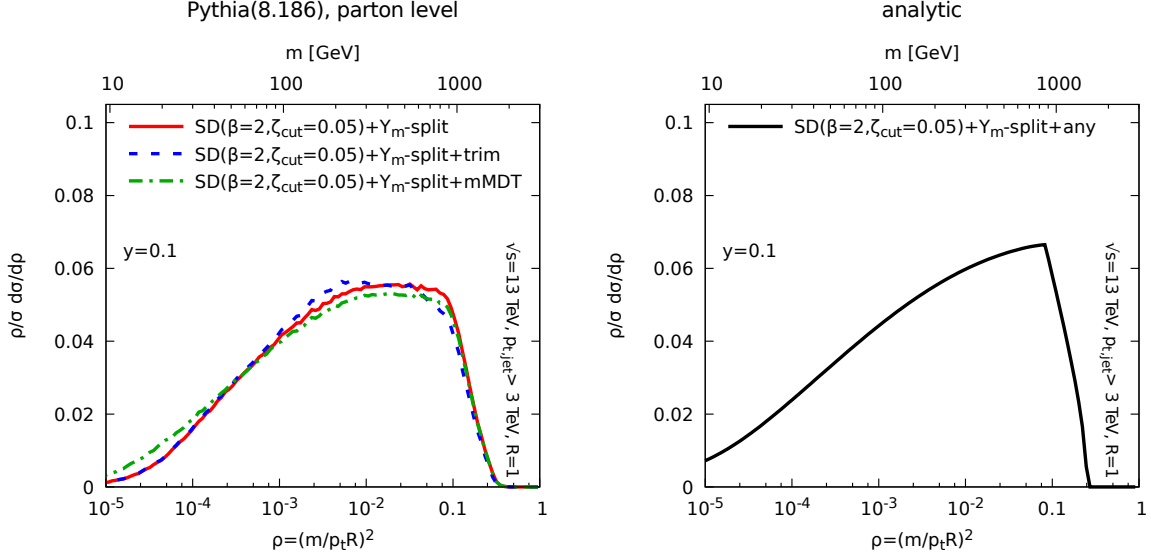 Pythia(8.186), parton level
m [GeV]
10 100 1000
SD(β=2,ζcut=0.05)+Ym-split
SD(β=2,ζcut=0.05)+Ym-split+trim
SD(β=2,ζcut=0.05)+Ym-split+mMDT
y=0.1
√s=13 TeV, pt,jet> 3 TeV, R=1
ρ/σ dσ/dρ
0.1
0.08
0.06
0.04
0.02
0
10⁻⁵ 10⁻⁴ 10⁻³ 10⁻² 0.1 1
ρ=(m/ptR)²
analytic
m [GeV]
10 100 1000
SD(β=2,ζcut=0.05)+Ym-split+any
y=0.1
√s=13 TeV, pt,jet> 3 TeV, R=1
ρ/σ dσ/dρ
0.1
0.08
0.06
0.04
0.02
0
10⁻⁵ 10⁻⁴ 10⁻³ 10⁻² 0.1 1
ρ=(m/ptR)²